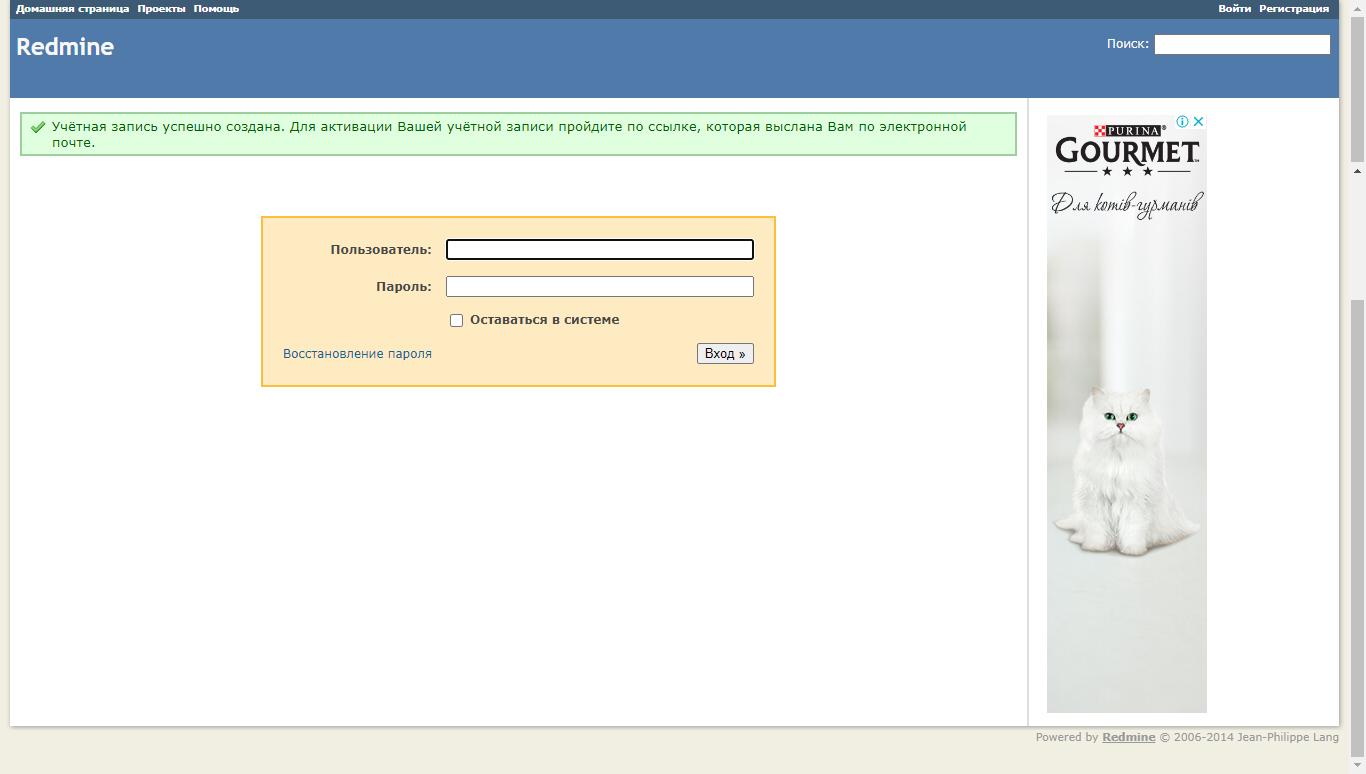 Домашняя страница Проекты Помощь
Войти Регистрация
Redmine
Поиск:
Учётная запись успешно создана. Для активации Вашей учётной записи пройдите по ссылке, которая выслана Вам по электронной
почте.
Пользователь:
Пароль:
Оставаться в системе
Восстановление пароля
Вход »
PURINA®
GOURMET™
Для котів-гурманів
Powered by Redmine © 2006-2014 Jean-Philippe Lang